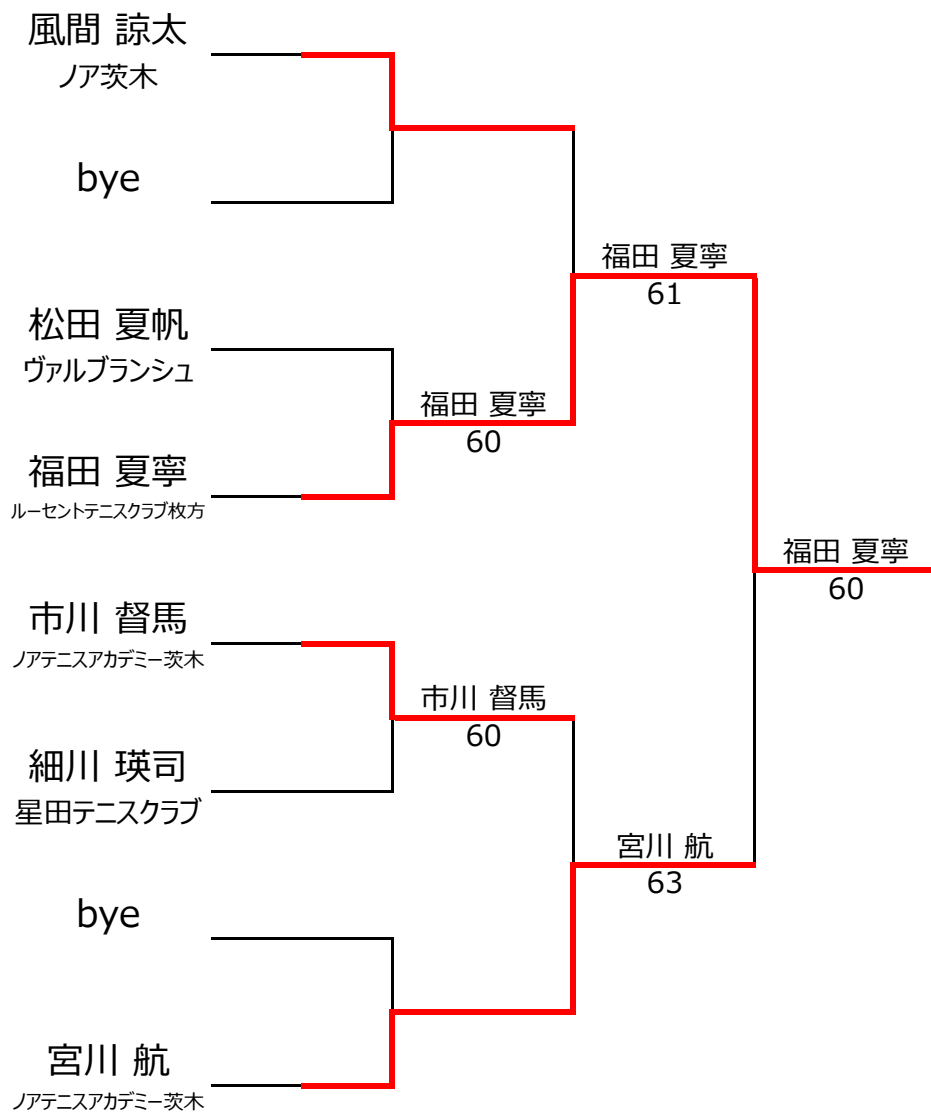 風間 諒太
ノア茨木
bye
福田 夏寧
61
松田 夏帆
ヴァルブランシュ
福田 夏寧
60
福田 夏寧
ルーセントテニスクラブ枚方
福田 夏寧
60
市川 督馬
ノアテニスアカデミー茨木
市川 督馬
60
細川 瑛司
星田テニスクラブ
宮川 航
63
bye
宮川 航
ノアテニスアカデミー茨木